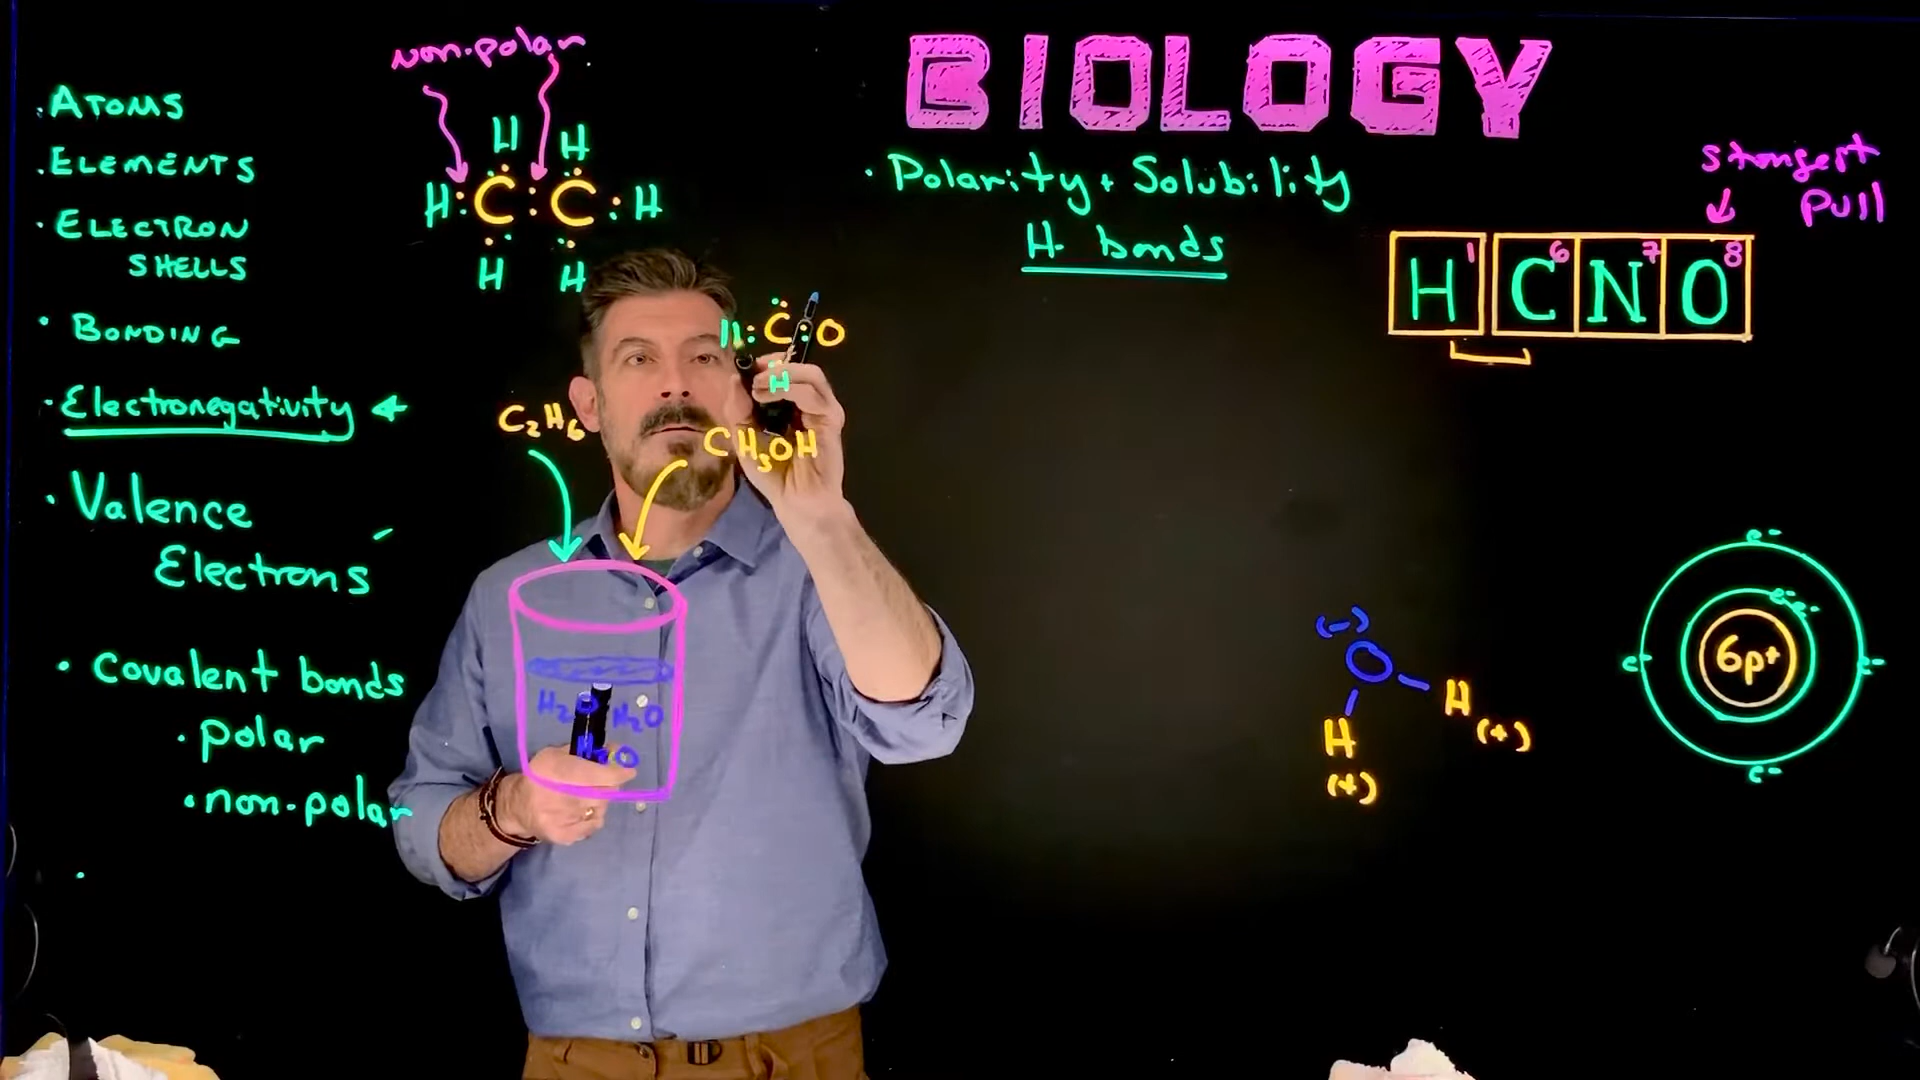 BIOLOGY
• Polarity + Solubility
H-bonds
• ATOMS
• ELEMENTS
• ELECTRON
SHELLS
• BONDING
• Electronegativity ←
• Valence
Electrons
• Covalent bonds
• polar
• non-polar
non-polar
H H
H:C:C:H
H H
C:O
H
C₂H₆
CH₃OH
H₂O H₂O
H₂O
strongest
pull
↓
H 1 C 6 N 7 O 8
(-)
O
H
(+)
H
(+)
e-
e- e-
e- 6p+ e-
e-